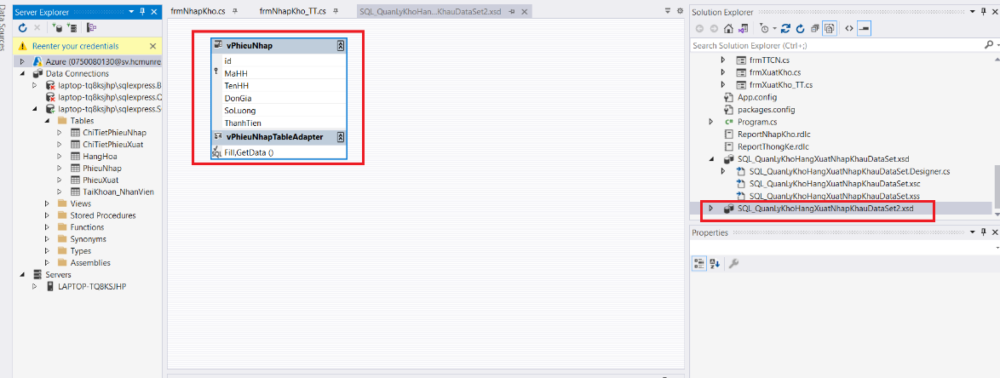 Data Sources
Server Explorer
Reenter your credentials
Azure (0750080130@sv.hcmunre
Data Connections
laptop-tq8ksjhp\sqlexpress.B
laptop-tq8ksjhp\sqlexpress.Q
laptop-tq8ksjhp\sqlexpress.S
Tables
ChiTietPhieuNhap
ChiTietPhieuXuat
HangHoa
PhieuNhap
PhieuXuat
TaiKhoan_NhanVien
Views
Stored Procedures
Functions
Synonyms
Types
Assemblies
Servers
LAPTOP-TQ8KSJHP
frmNhapKho.cs
frmNhapKho_TT.cs
SQL_QuanLyKhoHan...KhauDataSet2.xsd
vPhieuNhap
id
MaHH
TenHH
DonGia
SoLuong
ThanhTien
vPhieuNhapTableAdapter
SQL
Fill,GetData ()
Solution Explorer
Search Solution Explorer (Ctrl+;)
frmTTCN.cs
frmXuatKho.cs
frmXuatKho_TT.cs
App.config
packages.config
C# Program.cs
ReportNhapKho.rdlc
ReportThongKe.rdlc
SQL_QuanLyKhoHangXuatNhapKhauDataSet.xsd
SQL_QuanLyKhoHangXuatNhapKhauDataSet.Designer.cs
SQL_QuanLyKhoHangXuatNhapKhauDataSet.xsc
SQL_QuanLyKhoHangXuatNhapKhauDataSet.xss
SQL_QuanLyKhoHangXuatNhapKhauDataSet2.xsd
Properties